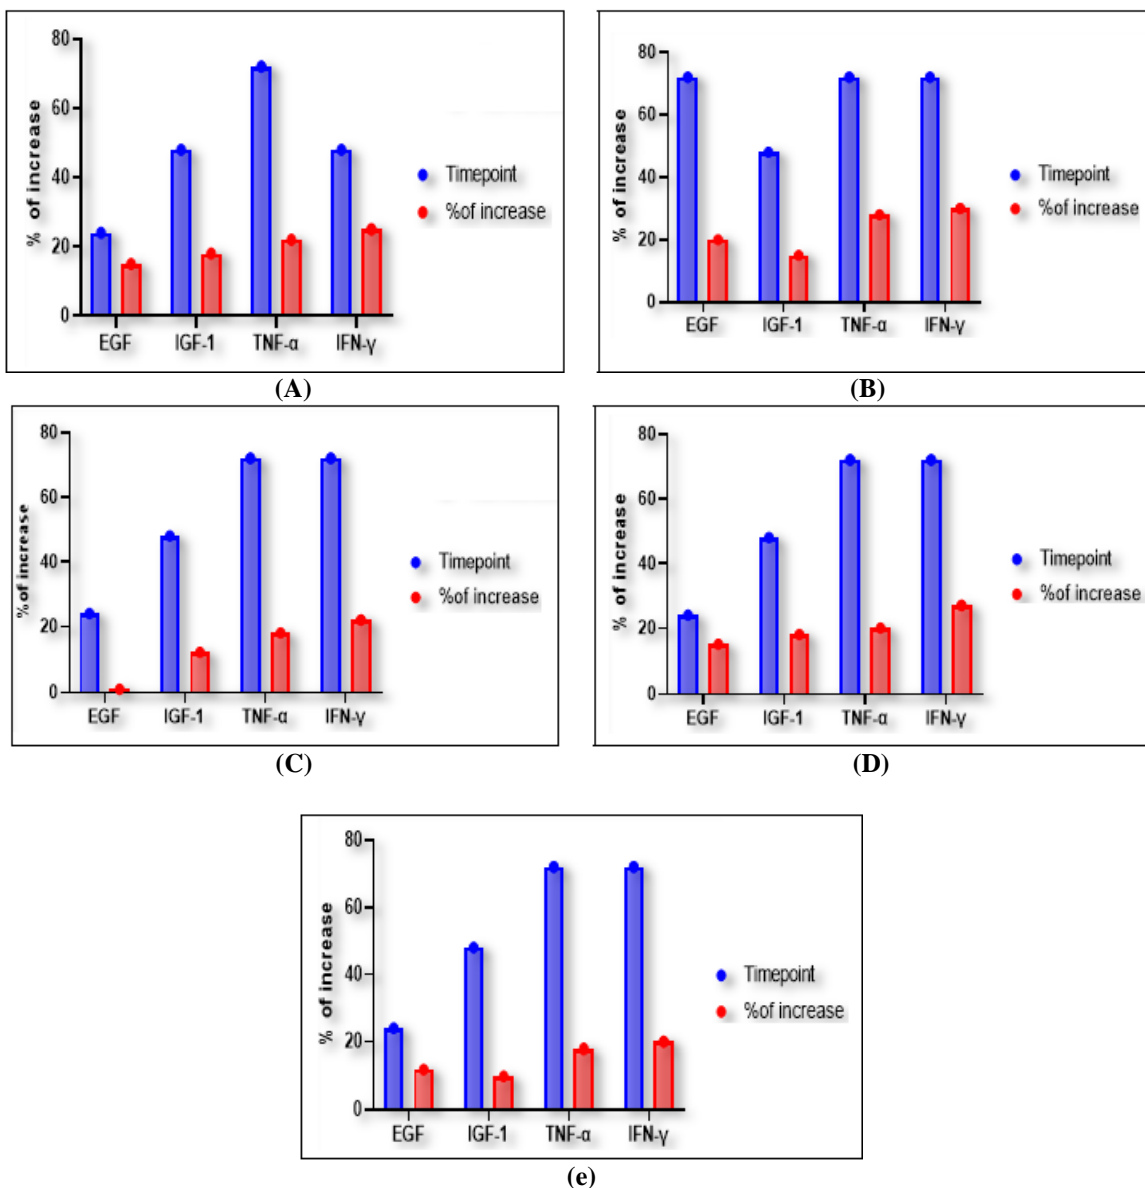 80
60
40
20
0
% of increase
EGF IGF-1 TNF-α IFN-γ
Timepoint
%of increase
(A)
80
60
40
20
0
% of increase
EGF IGF-1 TNF-α IFN-γ
Timepoint
%of increase
(B)
80
60
40
20
0
%of increase
EGF IGF-1 TNF-α IFN-γ
Timepoint
%of increase
(C)
80
60
40
20
0
% of increase
EGF IGF-1 TNF-α IFN-γ
Timepoint
%of increase
(D)
80
60
40
20
0
% of increase
EGF IGF-1 TNF-α IFN-γ
Timepoint
%of increase
(e)